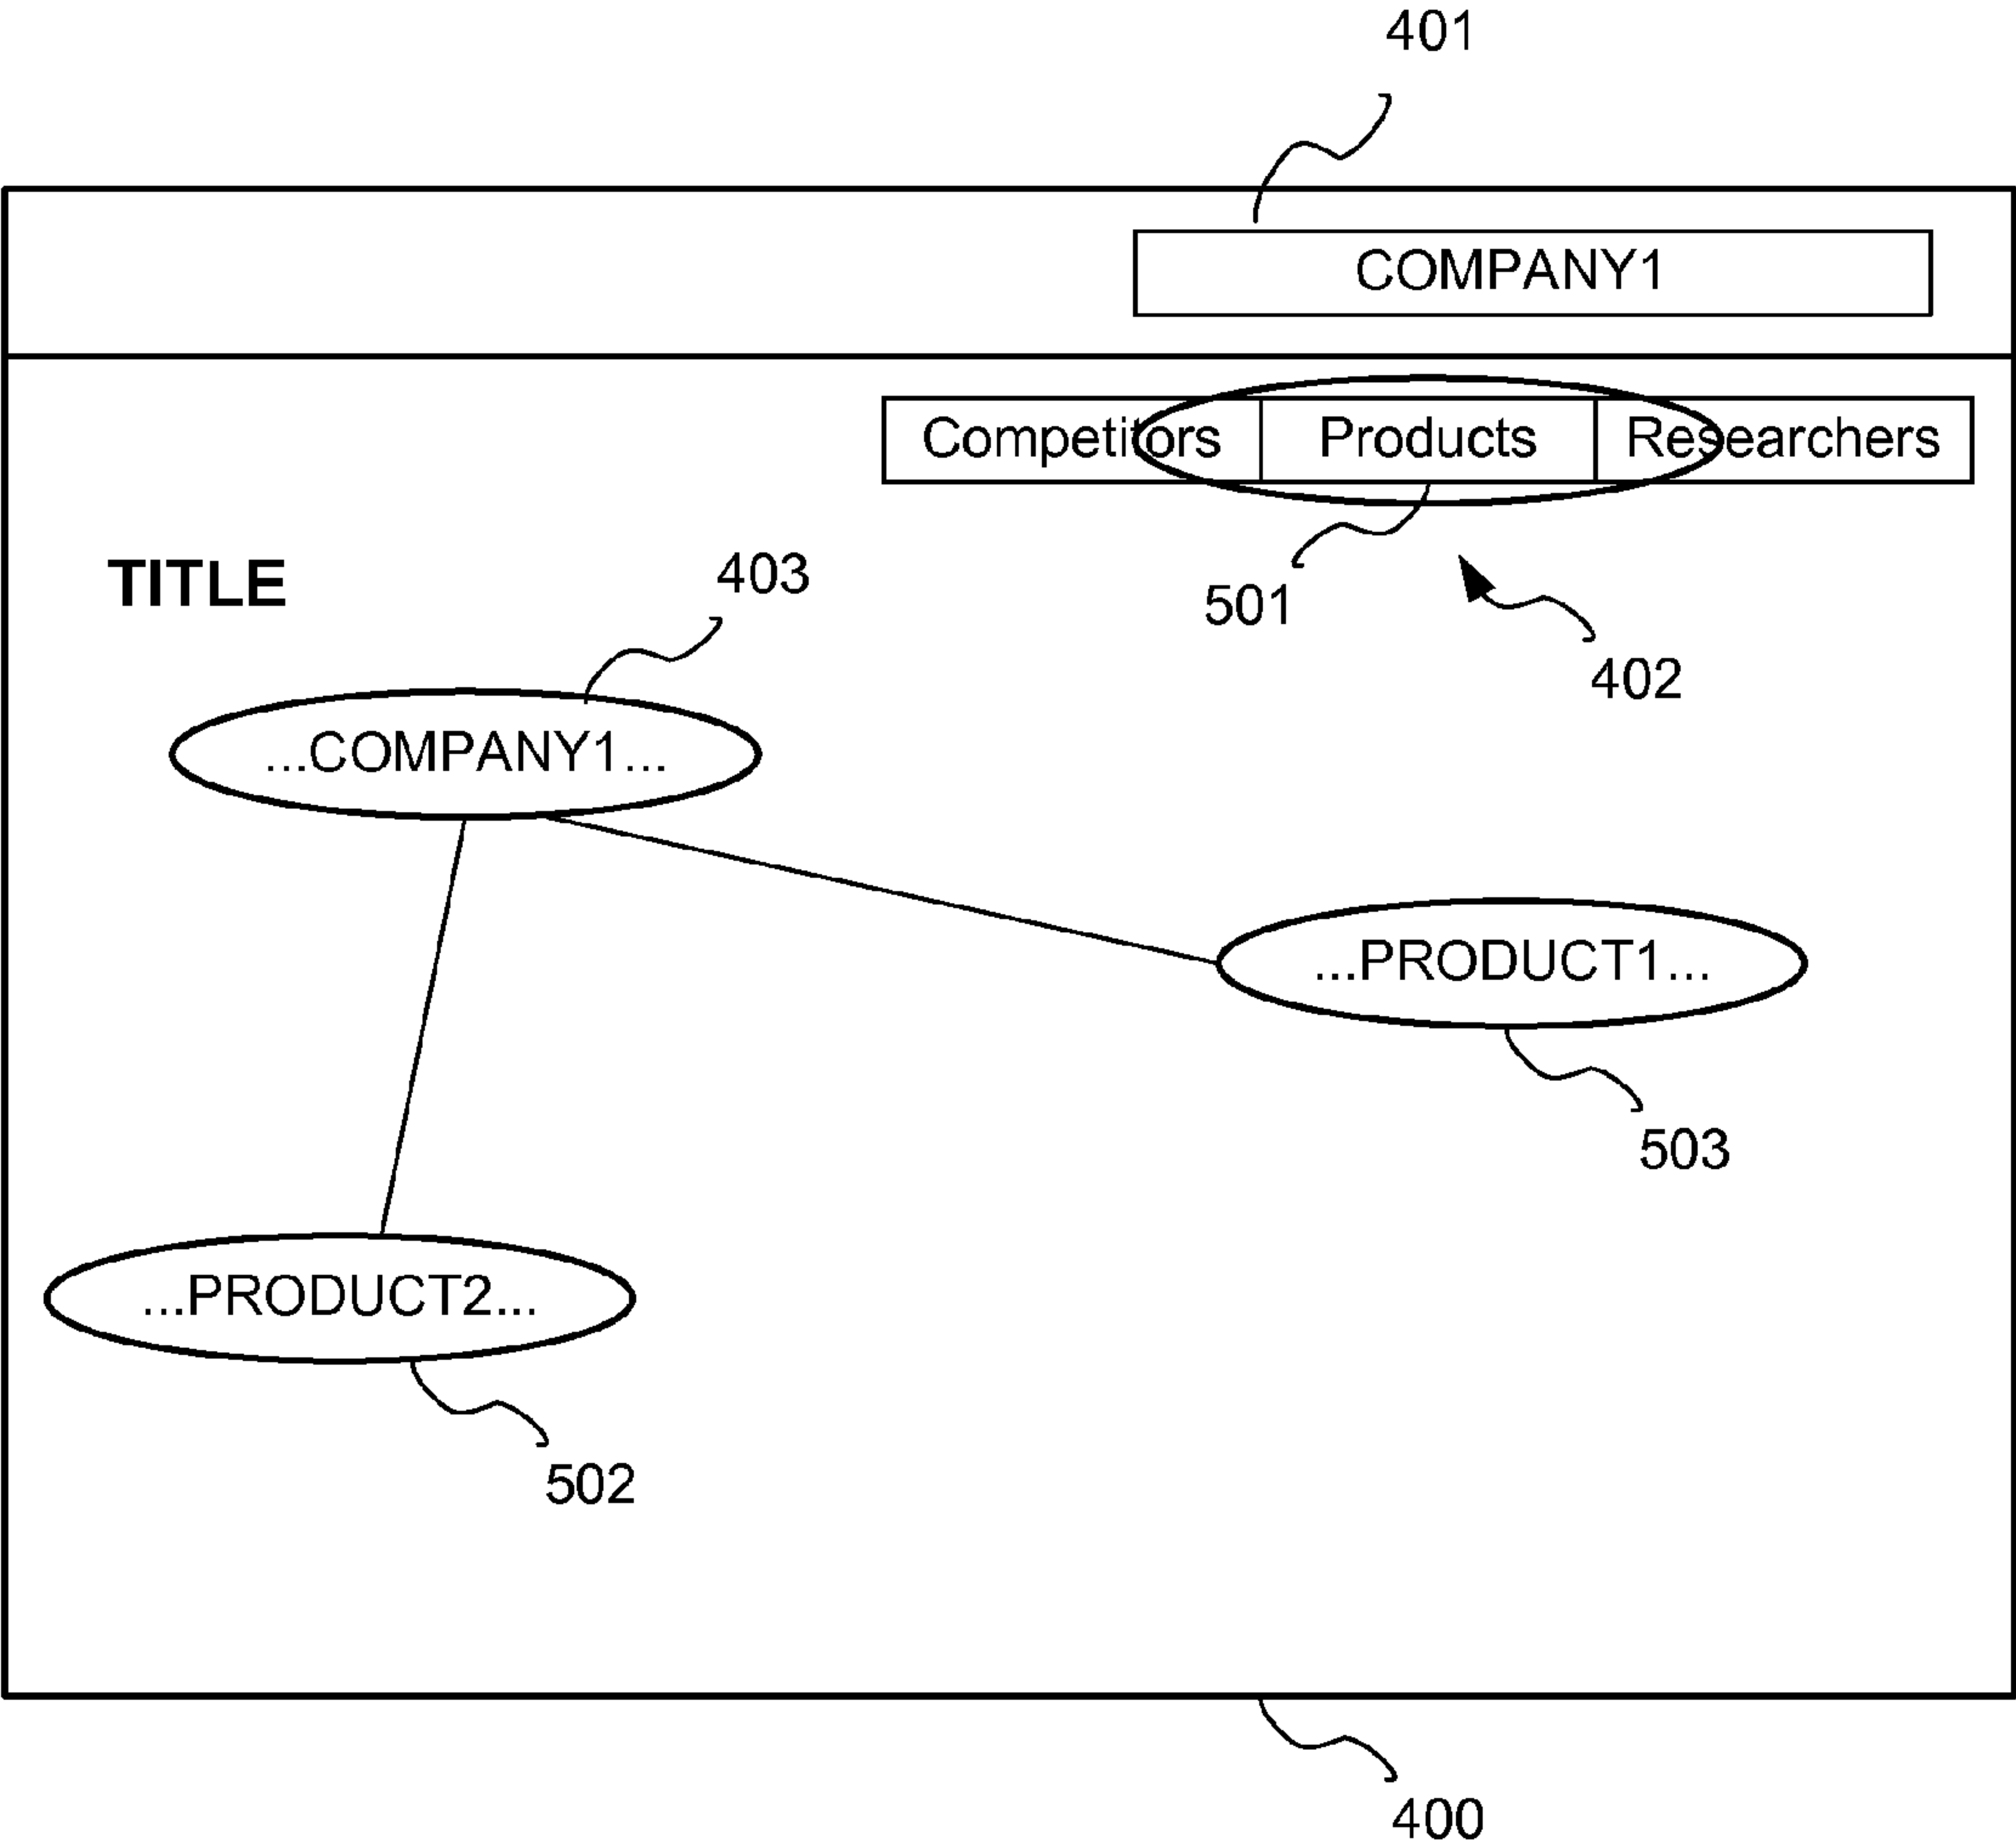 401
COMPANY1
Competitors Products Researchers
TITLE
403
501
402
...COMPANY1...
...PRODUCT1...
503
...PRODUCT2...
502
400